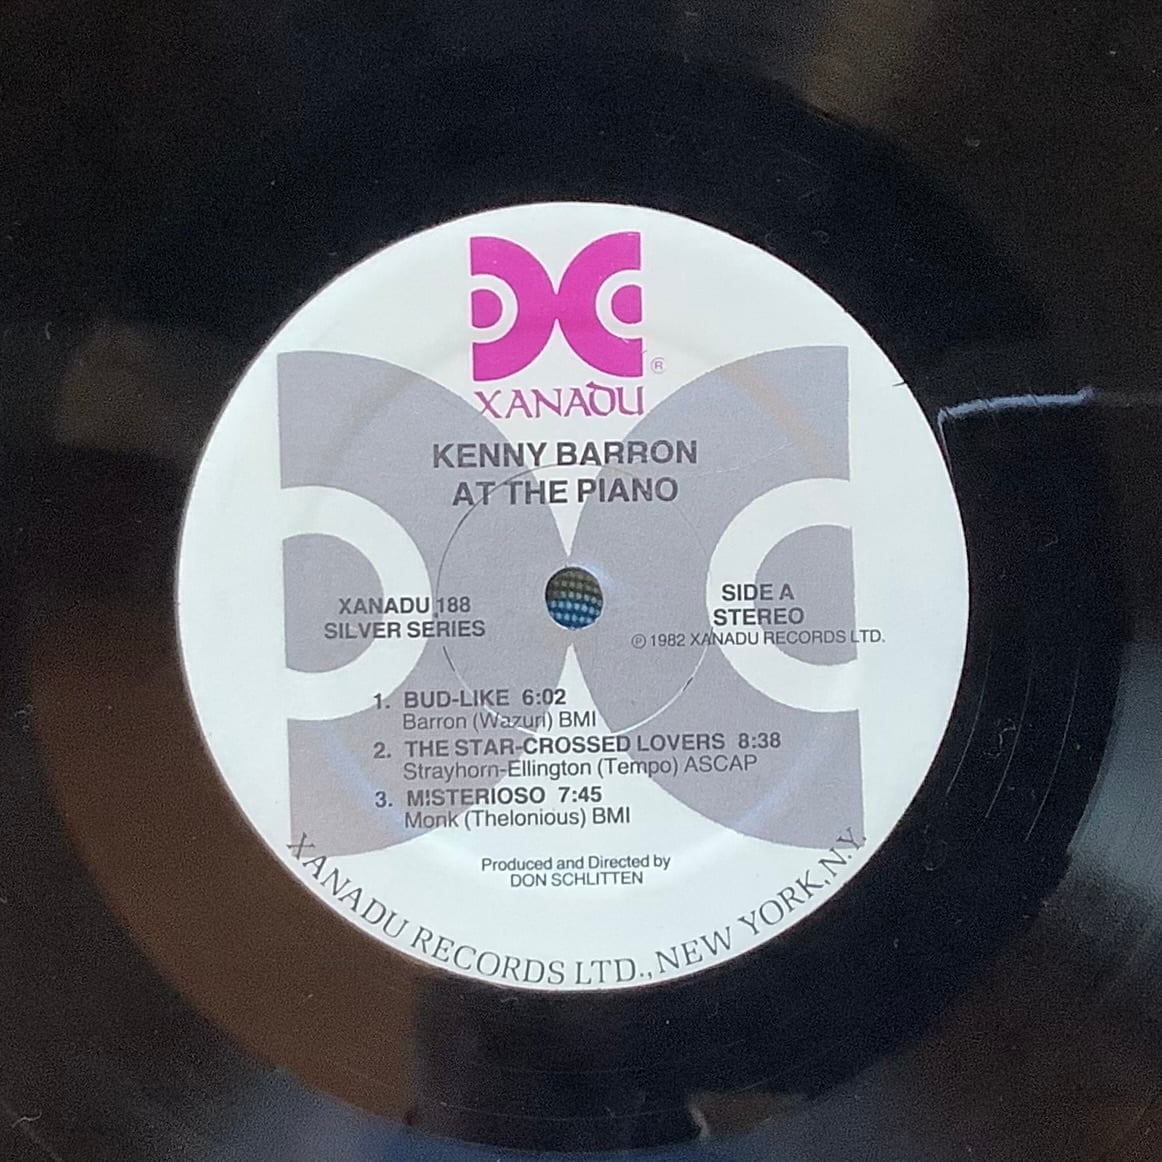 ®
XANADU
KENNY BARRON
AT THE PIANO
XANADU 188
SILVER SERIES
SIDE A
STEREO
℗ 1982 XANADU RECORDS LTD.
1. BUD-LIKE 6:02
Barron (Wazuri) BMI
2. THE STAR-CROSSED LOVERS 8:38
Strayhorn-Ellington (Tempo) ASCAP
3. MISTERIOSO 7:45
Monk (Thelonious) BMI
Produced and Directed by
DON SCHLITTEN
XANADU RECORDS LTD., NEW YORK, N.Y.